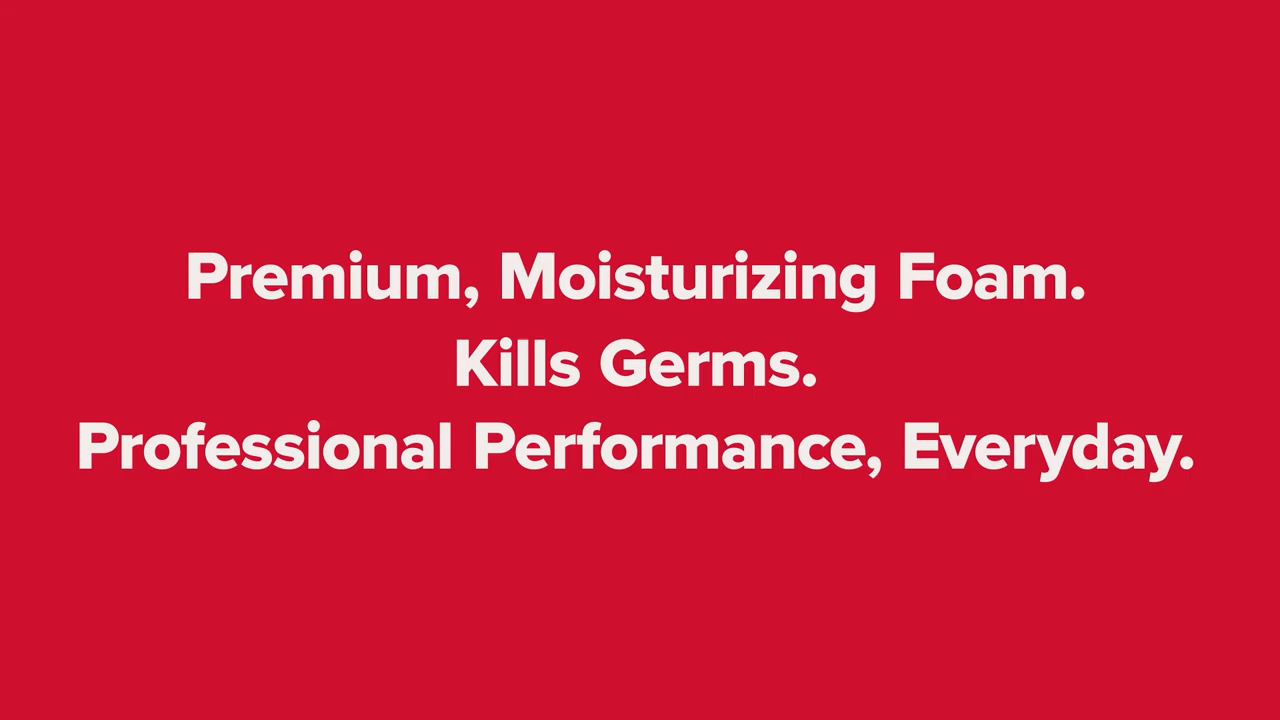 Premium, Moisturizing Foam.
Kills Germs.
Professional Performance, Everyday.